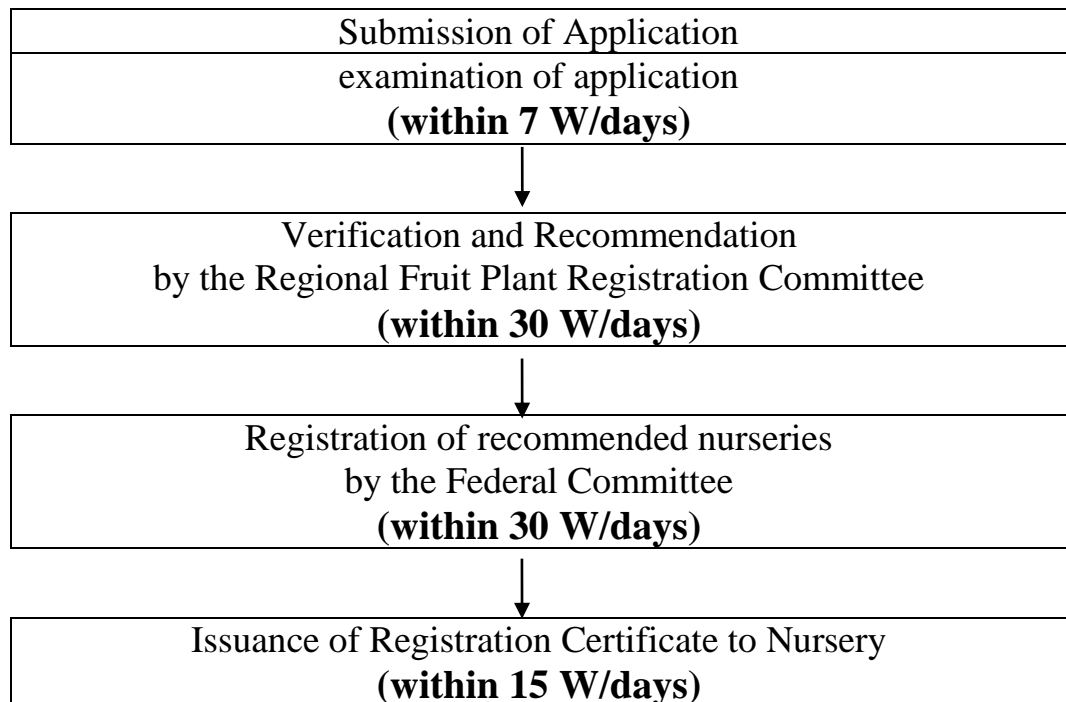 Submission of Application
examination of application
(within 7 W/days)
Verification and Recommendation
by the Regional Fruit Plant Registration Committee
(within 30 W/days)
Registration of recommended nurseries
by the Federal Committee
(within 30 W/days)
Issuance of Registration Certificate to Nursery
(within 15 W/days)